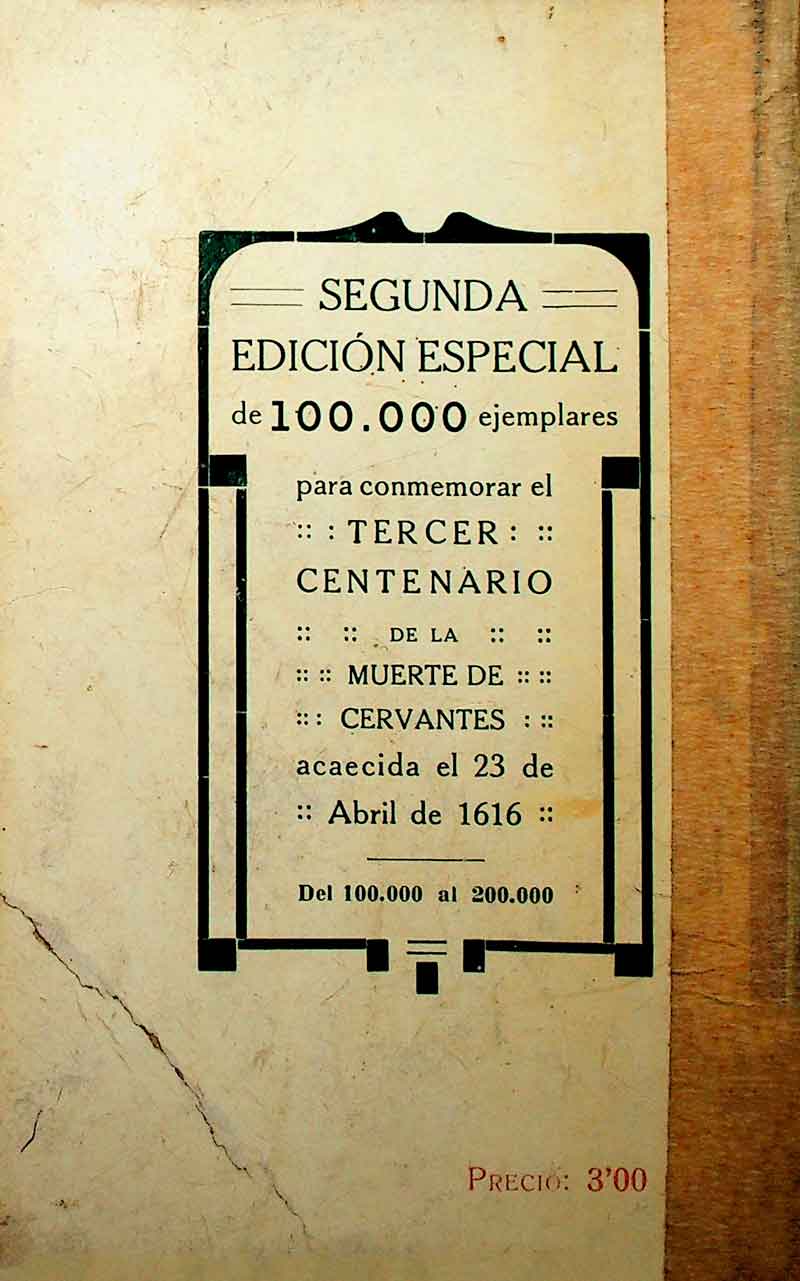 SEGUNDA
EDICIÓN ESPECIAL
de 100.000 ejemplares
para conmemorar el
:: : TERCER : ::
CENTENARIO
:: :: DE LA :: ::
:: :: MUERTE DE :: ::
:: : CERVANTES : ::
acaecida el 23 de
:: Abril de 1616 ::
Del 100.000 al 200.000
PRECIO: 3'00